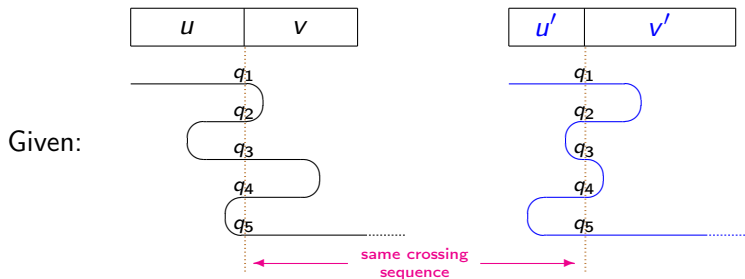 u v u′ v′
q1 q1
q2 q2
Given:
q3 q3
q4 q4
q5 q5
same crossing
sequence